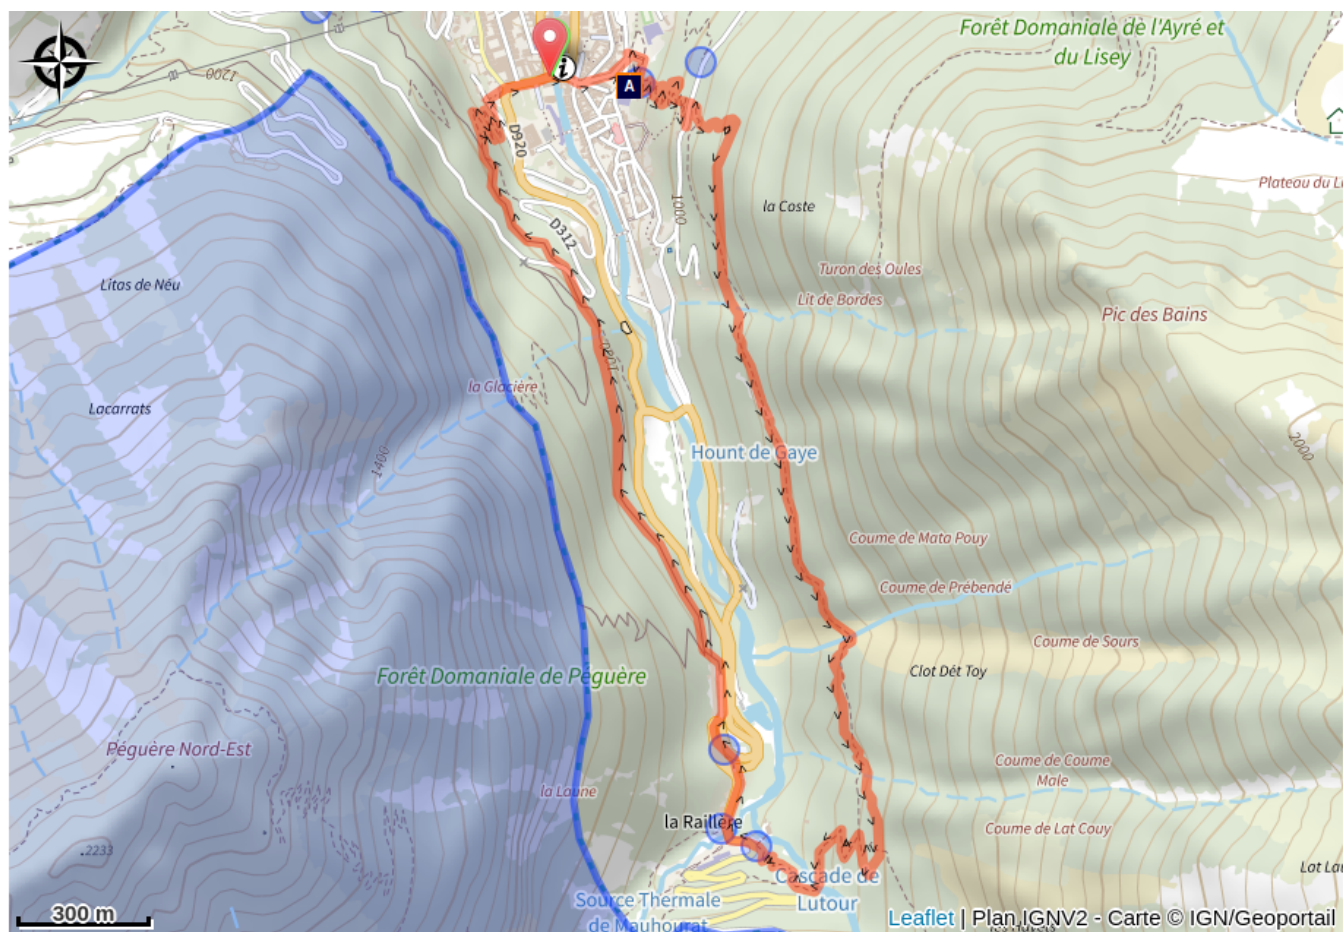 Forêt Domaniale de l'Ayré et
du Lisey
i
A
1200
D920
Plateau du L
la Coste
1000
D312
Turon des Oules
Litas de Néu
Lit de Bordes
Pic des Bains
la Glacière
Lacarrats
2000
Hount de Gaye
1400
Coume de Mata Pouy
Coume de Prébendé
Coume de Sours
Clot Dét Toy
Forêt Domaniale de Péguère
Péguère Nord-Est
Coume de Coume
Male
la Laune
la Raillère
Coume de Lat Couy
.2233
Cascade de
Lutour
Source Thermale
de Mauhourat
300 m
Leaflet | Plan IGNV2 - Carte © IGN/Geoportail